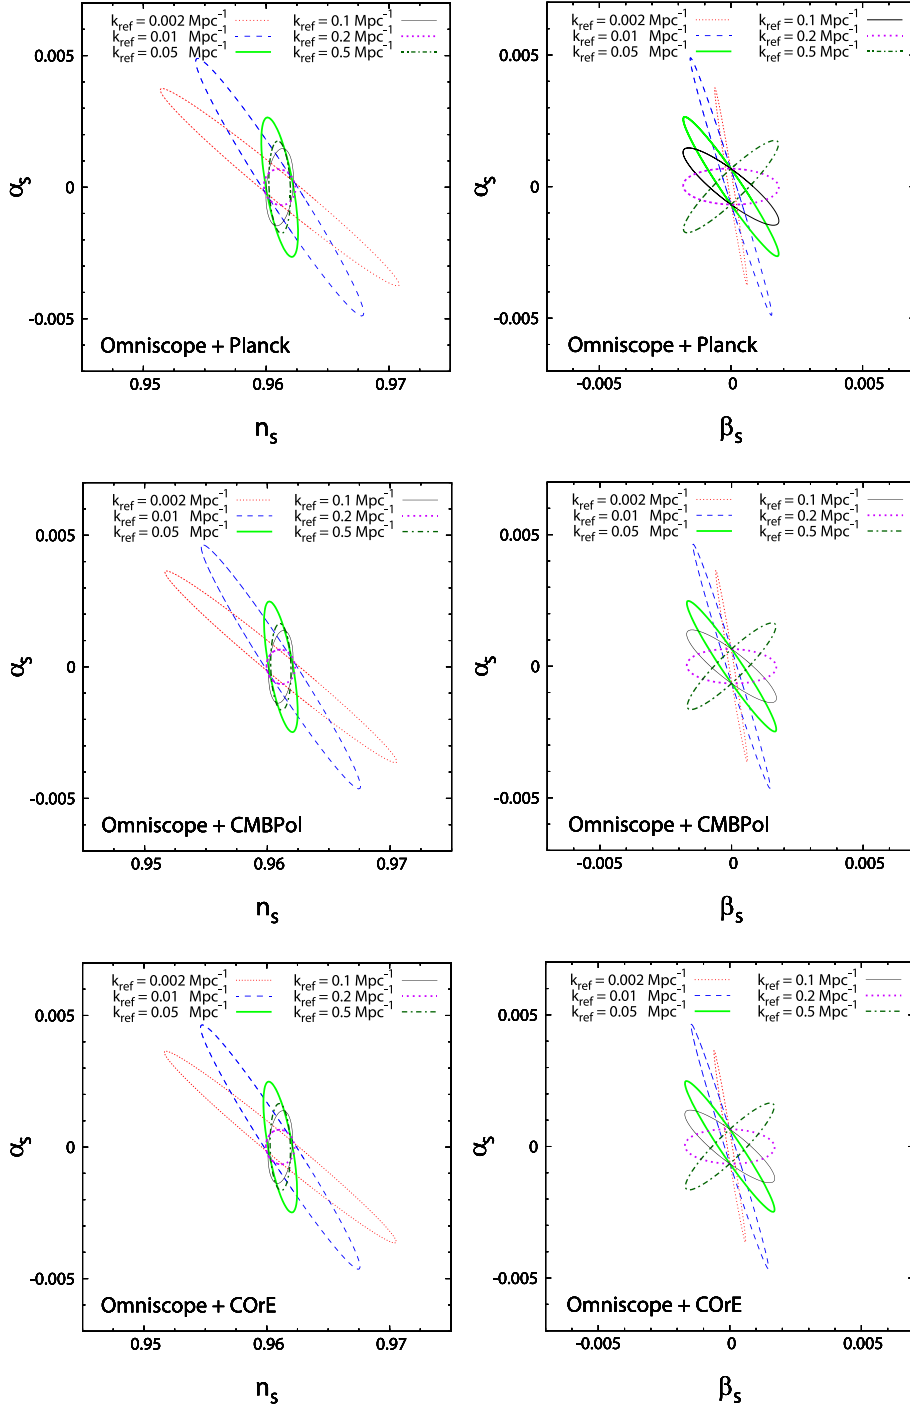 k_ref = 0.002 Mpc^-1 k_ref = 0.1 Mpc^-1
k_ref = 0.01 Mpc^-1 k_ref = 0.2 Mpc^-1
k_ref = 0.05 Mpc^-1 k_ref = 0.5 Mpc^-1
0.005
0
-0.005
α_s
Omniscope + Planck
0.95 0.96 0.97
n_s
k_ref = 0.002 Mpc^-1 k_ref = 0.1 Mpc^-1
k_ref = 0.01 Mpc^-1 k_ref = 0.2 Mpc^-1
k_ref = 0.05 Mpc^-1 k_ref = 0.5 Mpc^-1
0.005
0
-0.005
α_s
Omniscope + Planck
-0.005 0 0.005
β_s
k_ref = 0.002 Mpc^-1 k_ref = 0.1 Mpc^-1
k_ref = 0.01 Mpc^-1 k_ref = 0.2 Mpc^-1
k_ref = 0.05 Mpc^-1 k_ref = 0.5 Mpc^-1
0.005
0
-0.005
α_s
Omniscope + CMBPol
0.95 0.96 0.97
n_s
k_ref = 0.002 Mpc^-1 k_ref = 0.1 Mpc^-1
k_ref = 0.01 Mpc^-1 k_ref = 0.2 Mpc^-1
k_ref = 0.05 Mpc^-1 k_ref = 0.5 Mpc^-1
0.005
0
-0.005
α_s
Omniscope + CMBPol
-0.005 0 0.005
β_s
k_ref = 0.002 Mpc^-1 k_ref = 0.1 Mpc^-1
k_ref = 0.01 Mpc^-1 k_ref = 0.2 Mpc^-1
k_ref = 0.05 Mpc^-1 k_ref = 0.5 Mpc^-1
0.005
0
-0.005
α_s
Omniscope + COrE
0.95 0.96 0.97
n_s
k_ref = 0.002 Mpc^-1 k_ref = 0.1 Mpc^-1
k_ref = 0.01 Mpc^-1 k_ref = 0.2 Mpc^-1
k_ref = 0.05 Mpc^-1 k_ref = 0.5 Mpc^-1
0.005
0
-0.005
α_s
Omniscope + COrE
-0.005 0 0.005
β_s